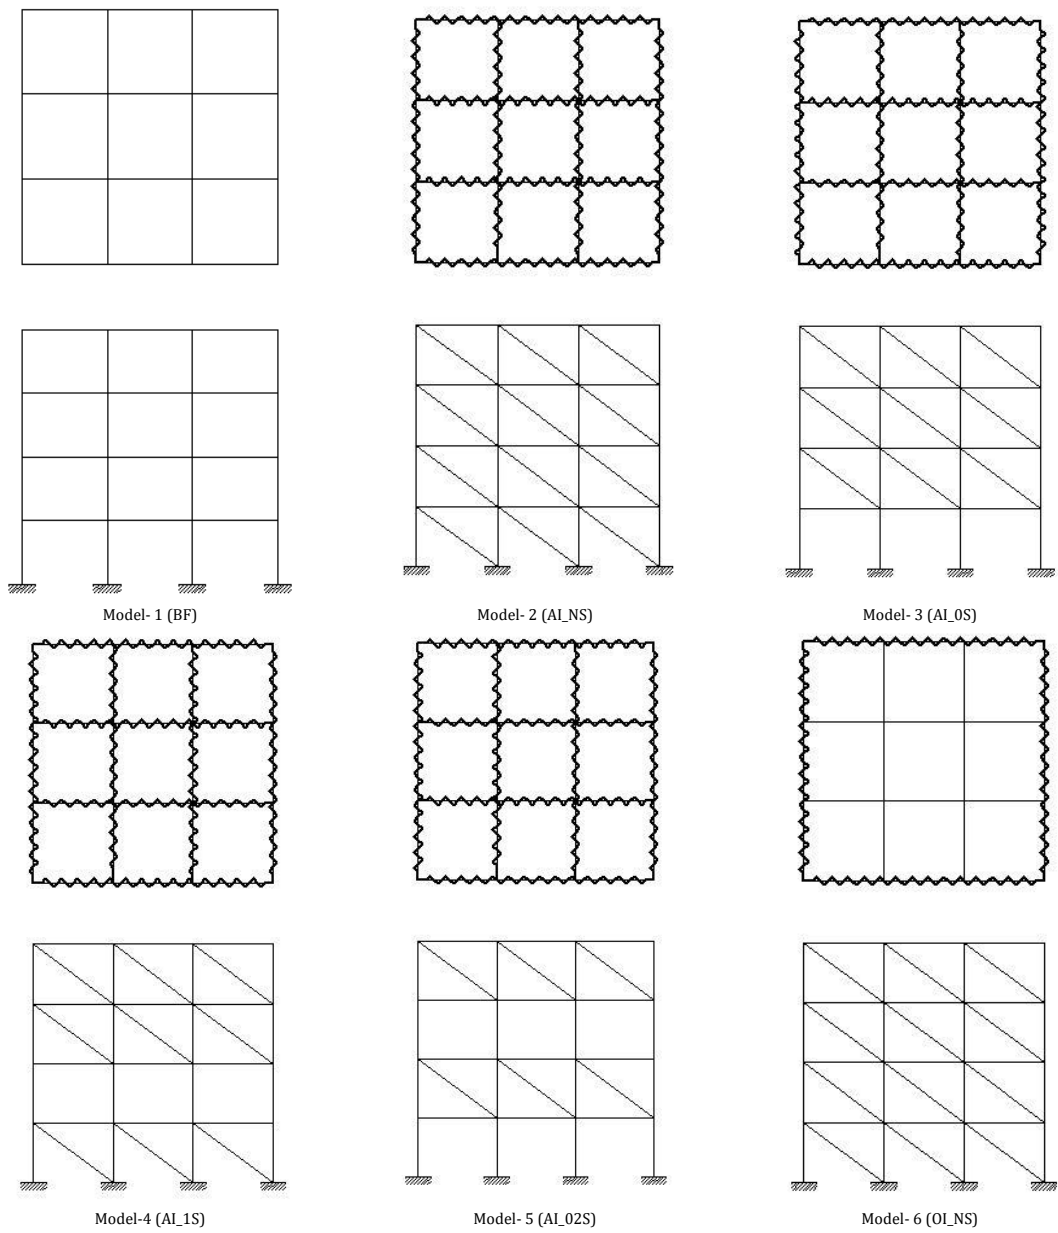 Model- 1 (BF)
Model- 2 (AI_NS)
Model- 3 (AI_0S)
Model-4 (AI_1S)
Model- 5 (AI_02S)
Model- 6 (OI_NS)